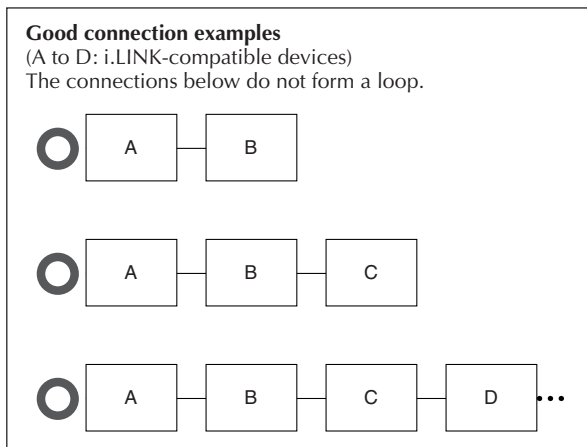 Good connection examples
(A to D: i.LINK-compatible devices)
The connections below do not form a loop.
A B
A B C
A B C D